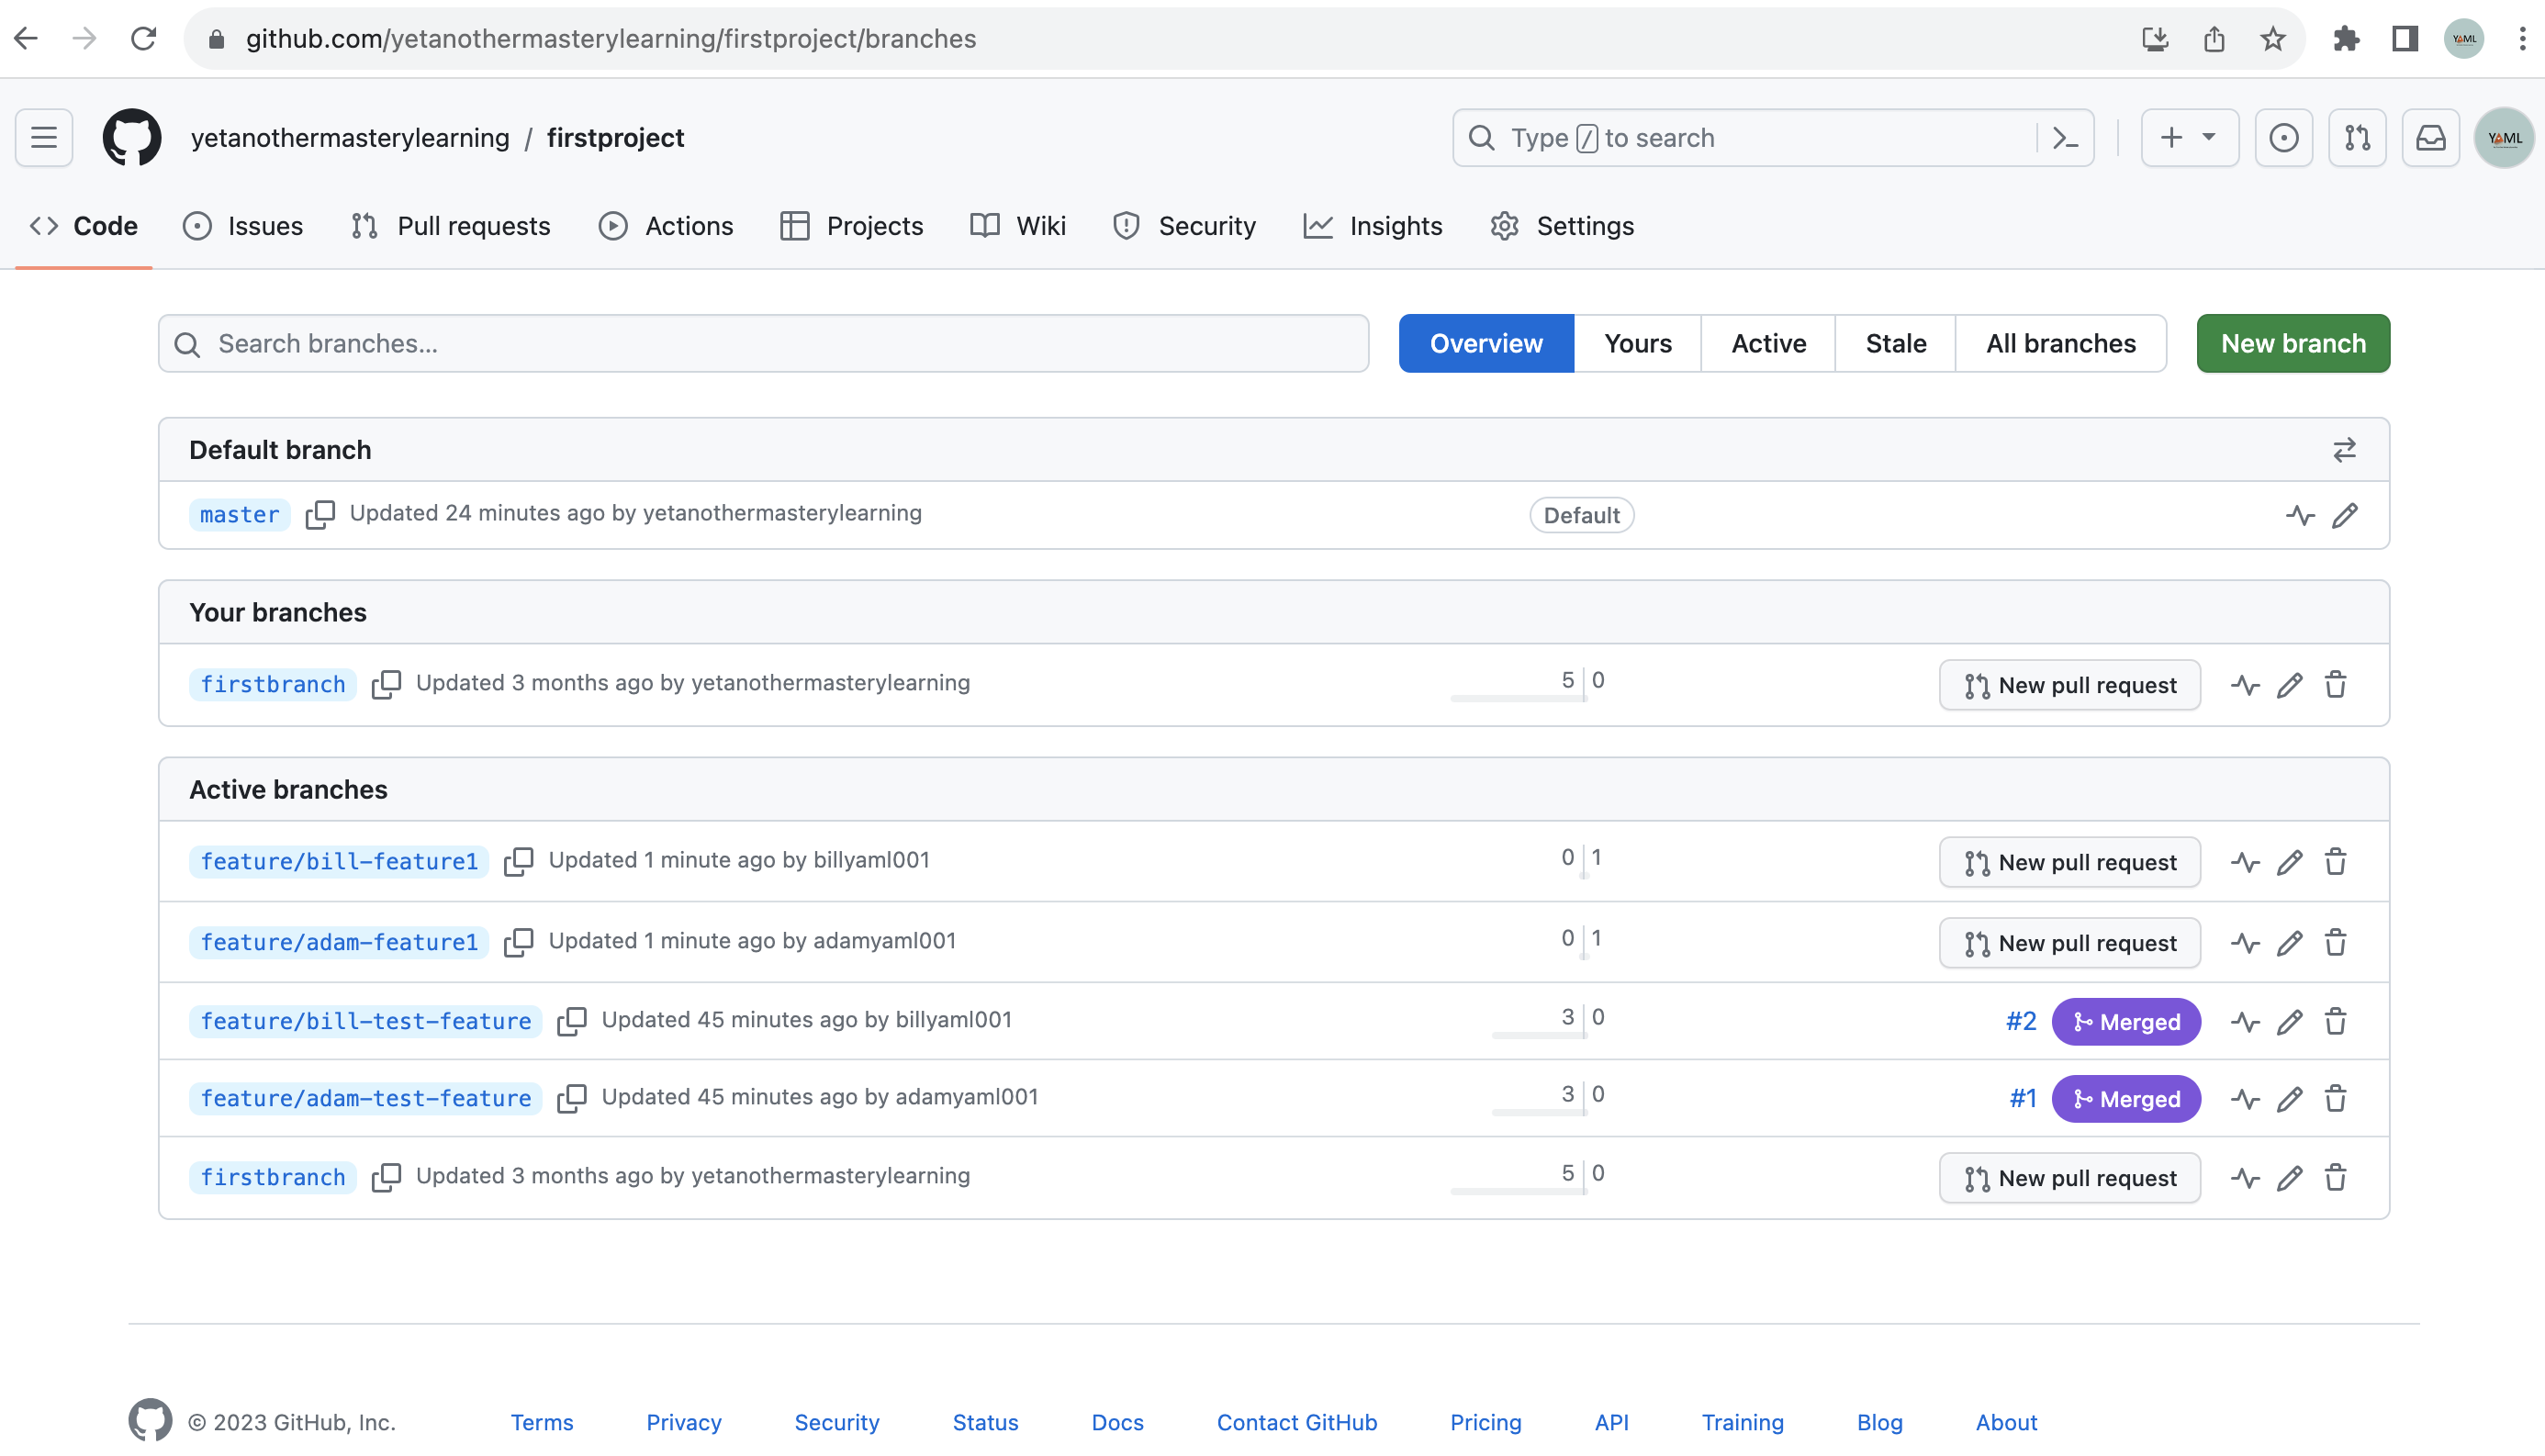 github.com/yetanothermasterylearning/firstproject/branches
YAML
yetanothermasterylearning / firstproject
Type / to search
YAML
Code Issues Pull requests Actions Projects Wiki Security Insights Settings
Search branches...
Overview Yours Active Stale All branches New branch
Default branch
master Updated 24 minutes ago by yetanothermasterylearning Default
Your branches
firstbranch Updated 3 months ago by yetanothermasterylearning 5 0 New pull request
Active branches
feature/bill-feature1 Updated 1 minute ago by billyaml001 0 1 New pull request
feature/adam-feature1 Updated 1 minute ago by adamyaml001 0 1 New pull request
feature/bill-test-feature Updated 45 minutes ago by billyaml001 3 0 #2 Merged
feature/adam-test-feature Updated 45 minutes ago by adamyaml001 3 0 #1 Merged
firstbranch Updated 3 months ago by yetanothermasterylearning 5 0 New pull request
© 2023 GitHub, Inc. Terms Privacy Security Status Docs Contact GitHub Pricing API Training Blog About